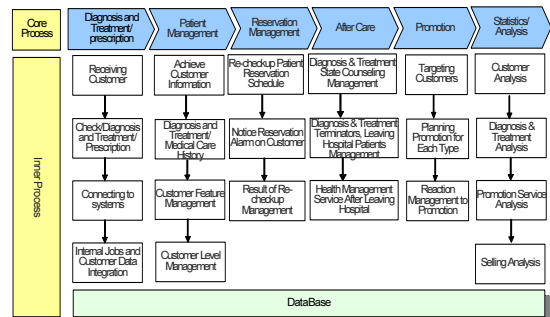 Core
Process
Diagnosis and
Treatment/
prescription
Patient
Management
Reservation
Management
After Care
Promotion
Statistics/
Analysis
Inner Process
Receiving
Customer
Check/Diagnosis
and Treatment/
Prescription
Connecting to
systems
Internal Jobs and
Customer Data
Integration
Achieve
Customer
Information
Diagnosis and
Treatment/
Medical Care
History
Customer Feature
Management
Customer Level
Management
Re-checkup Patient
Reservation
Schedule
Notice Reservation
Alarm on Customer
Result of Re-
checkup Management
Diagnosis & Treatment
State Counseling
Management
Diagnosis & Treatment
Terminators, Leaving
Hospital Patients
Management
Health Management
Service After Leaving
Hospital
Targeting
Customers
Planning
Promotion for
Each Type
Reaction
Management to
Promotion
Customer
Analysis
Diagnosis &
Treatment
Analysis
Promotion Service
Analysis
Selling Analysis
DataBase